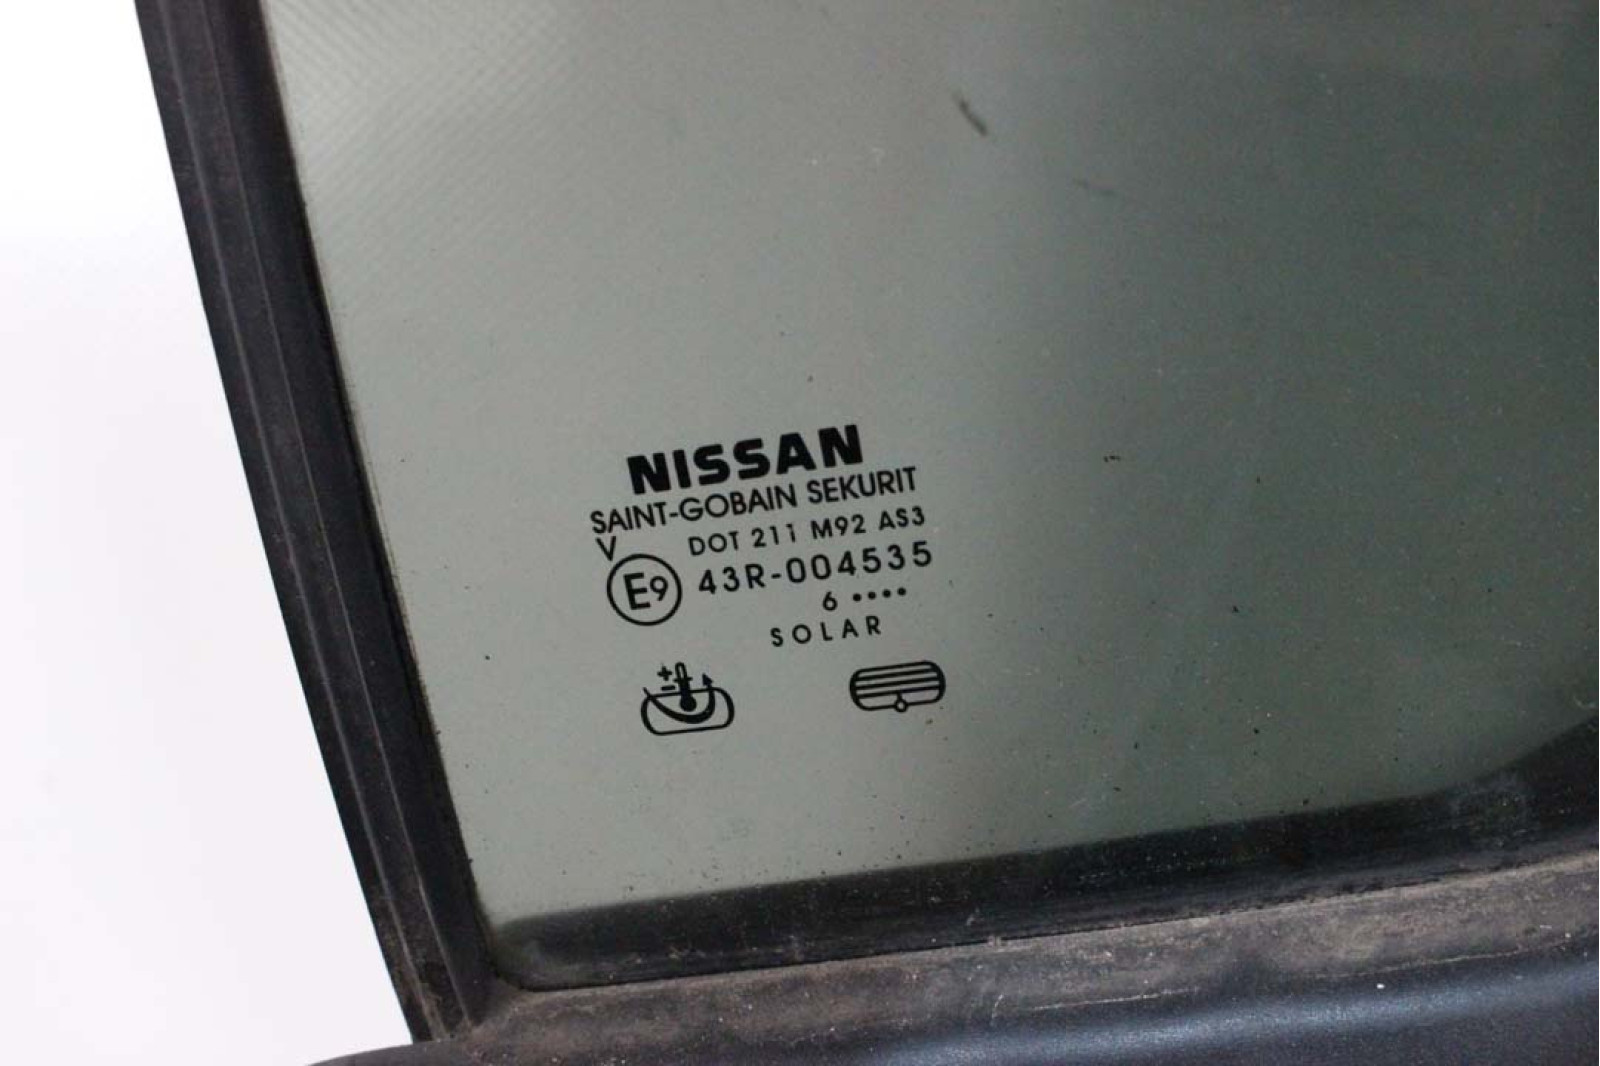 NISSAN
SAINT-GOBAIN SEKURIT
V DOT 211 M92 AS3
E9 43R-004535
6 ••••
SOLAR